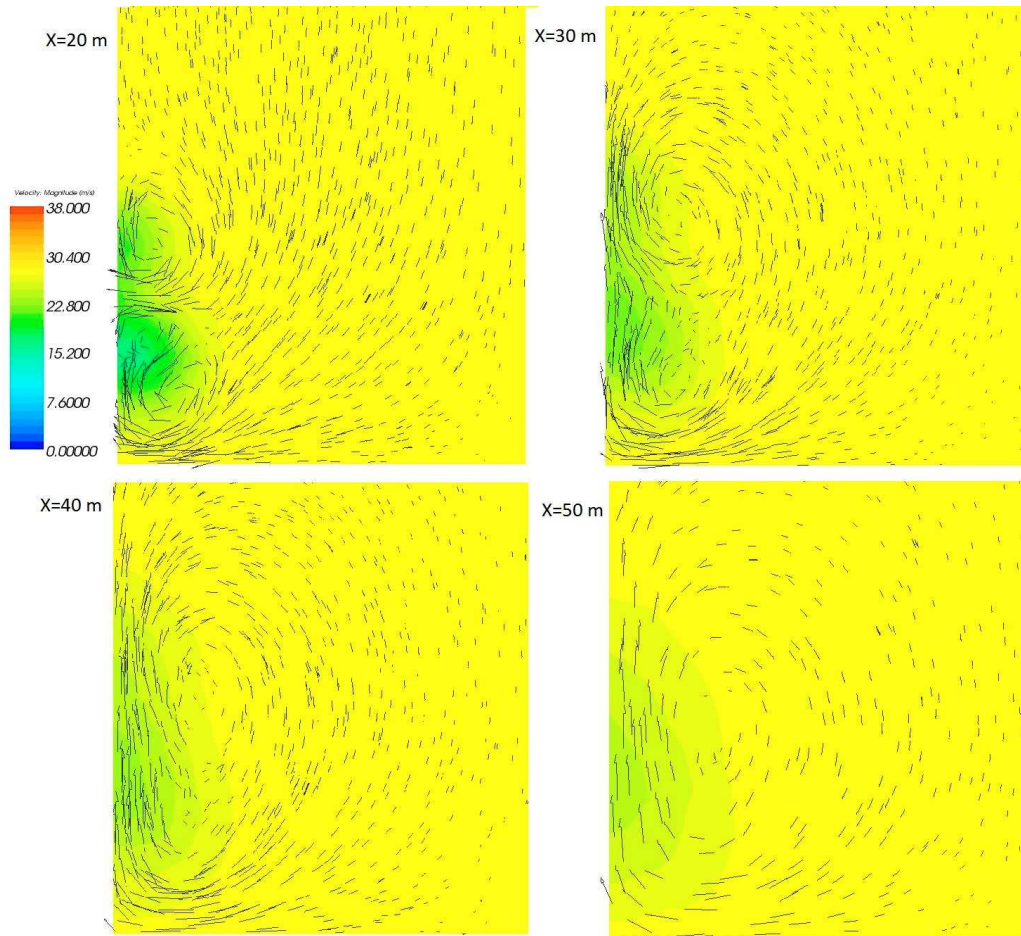 X=20 m
X=30 m
Velocity: Magnitude (m/s)
38.000
30.400
22.800
15.200
7.6000
0.00000
X=40 m
X=50 m